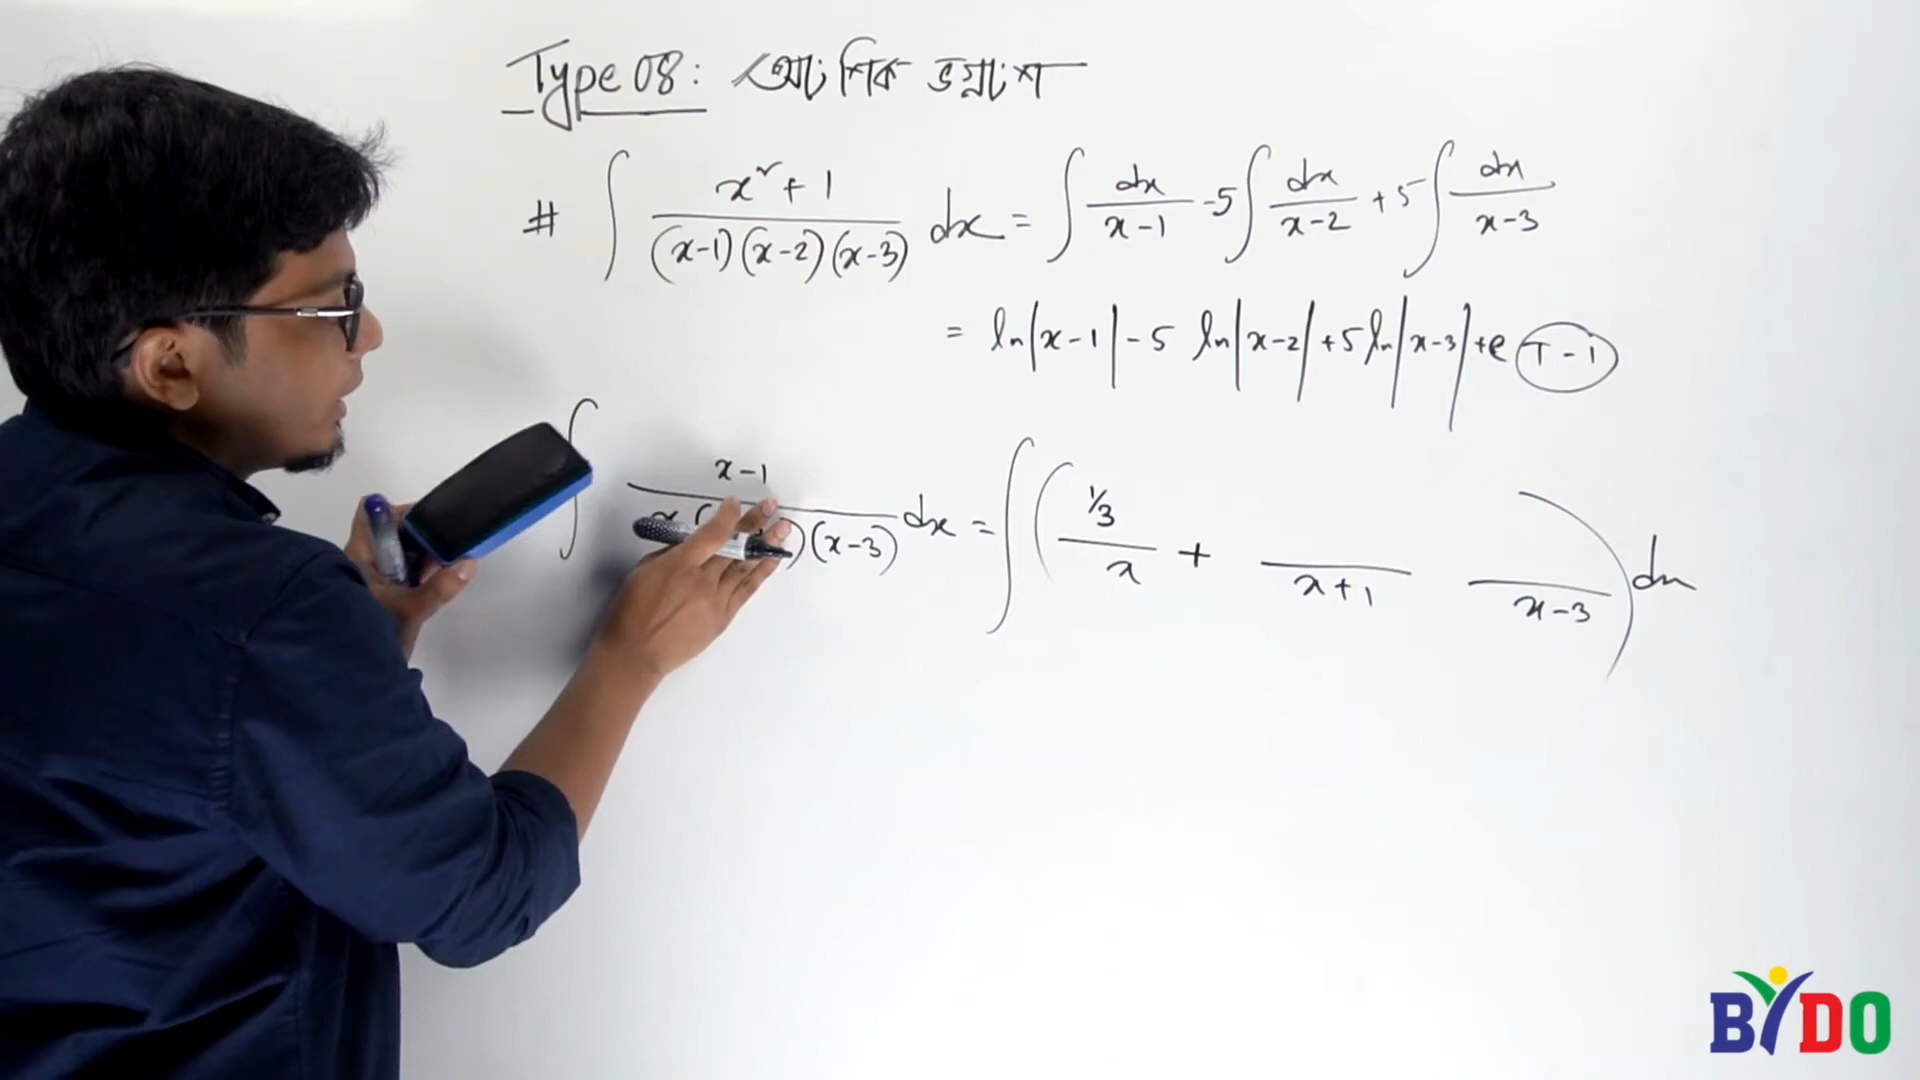 Type 08: আংশিক ভগ্নাংশ
# ∫ x² + 1 / (x-1)(x-2)(x-3) dx = ∫ dx / x-1 -5 ∫ dx / x-2 + 5 ∫ dx / x-3
= ln|x-1| - 5 ln|x-2| + 5 ln|x-3| + c T-1
∫ x-1 / x( )(x-3) dx = ∫ ( 1/3 / x + / x+1 / x-3 ) dx
BYDO